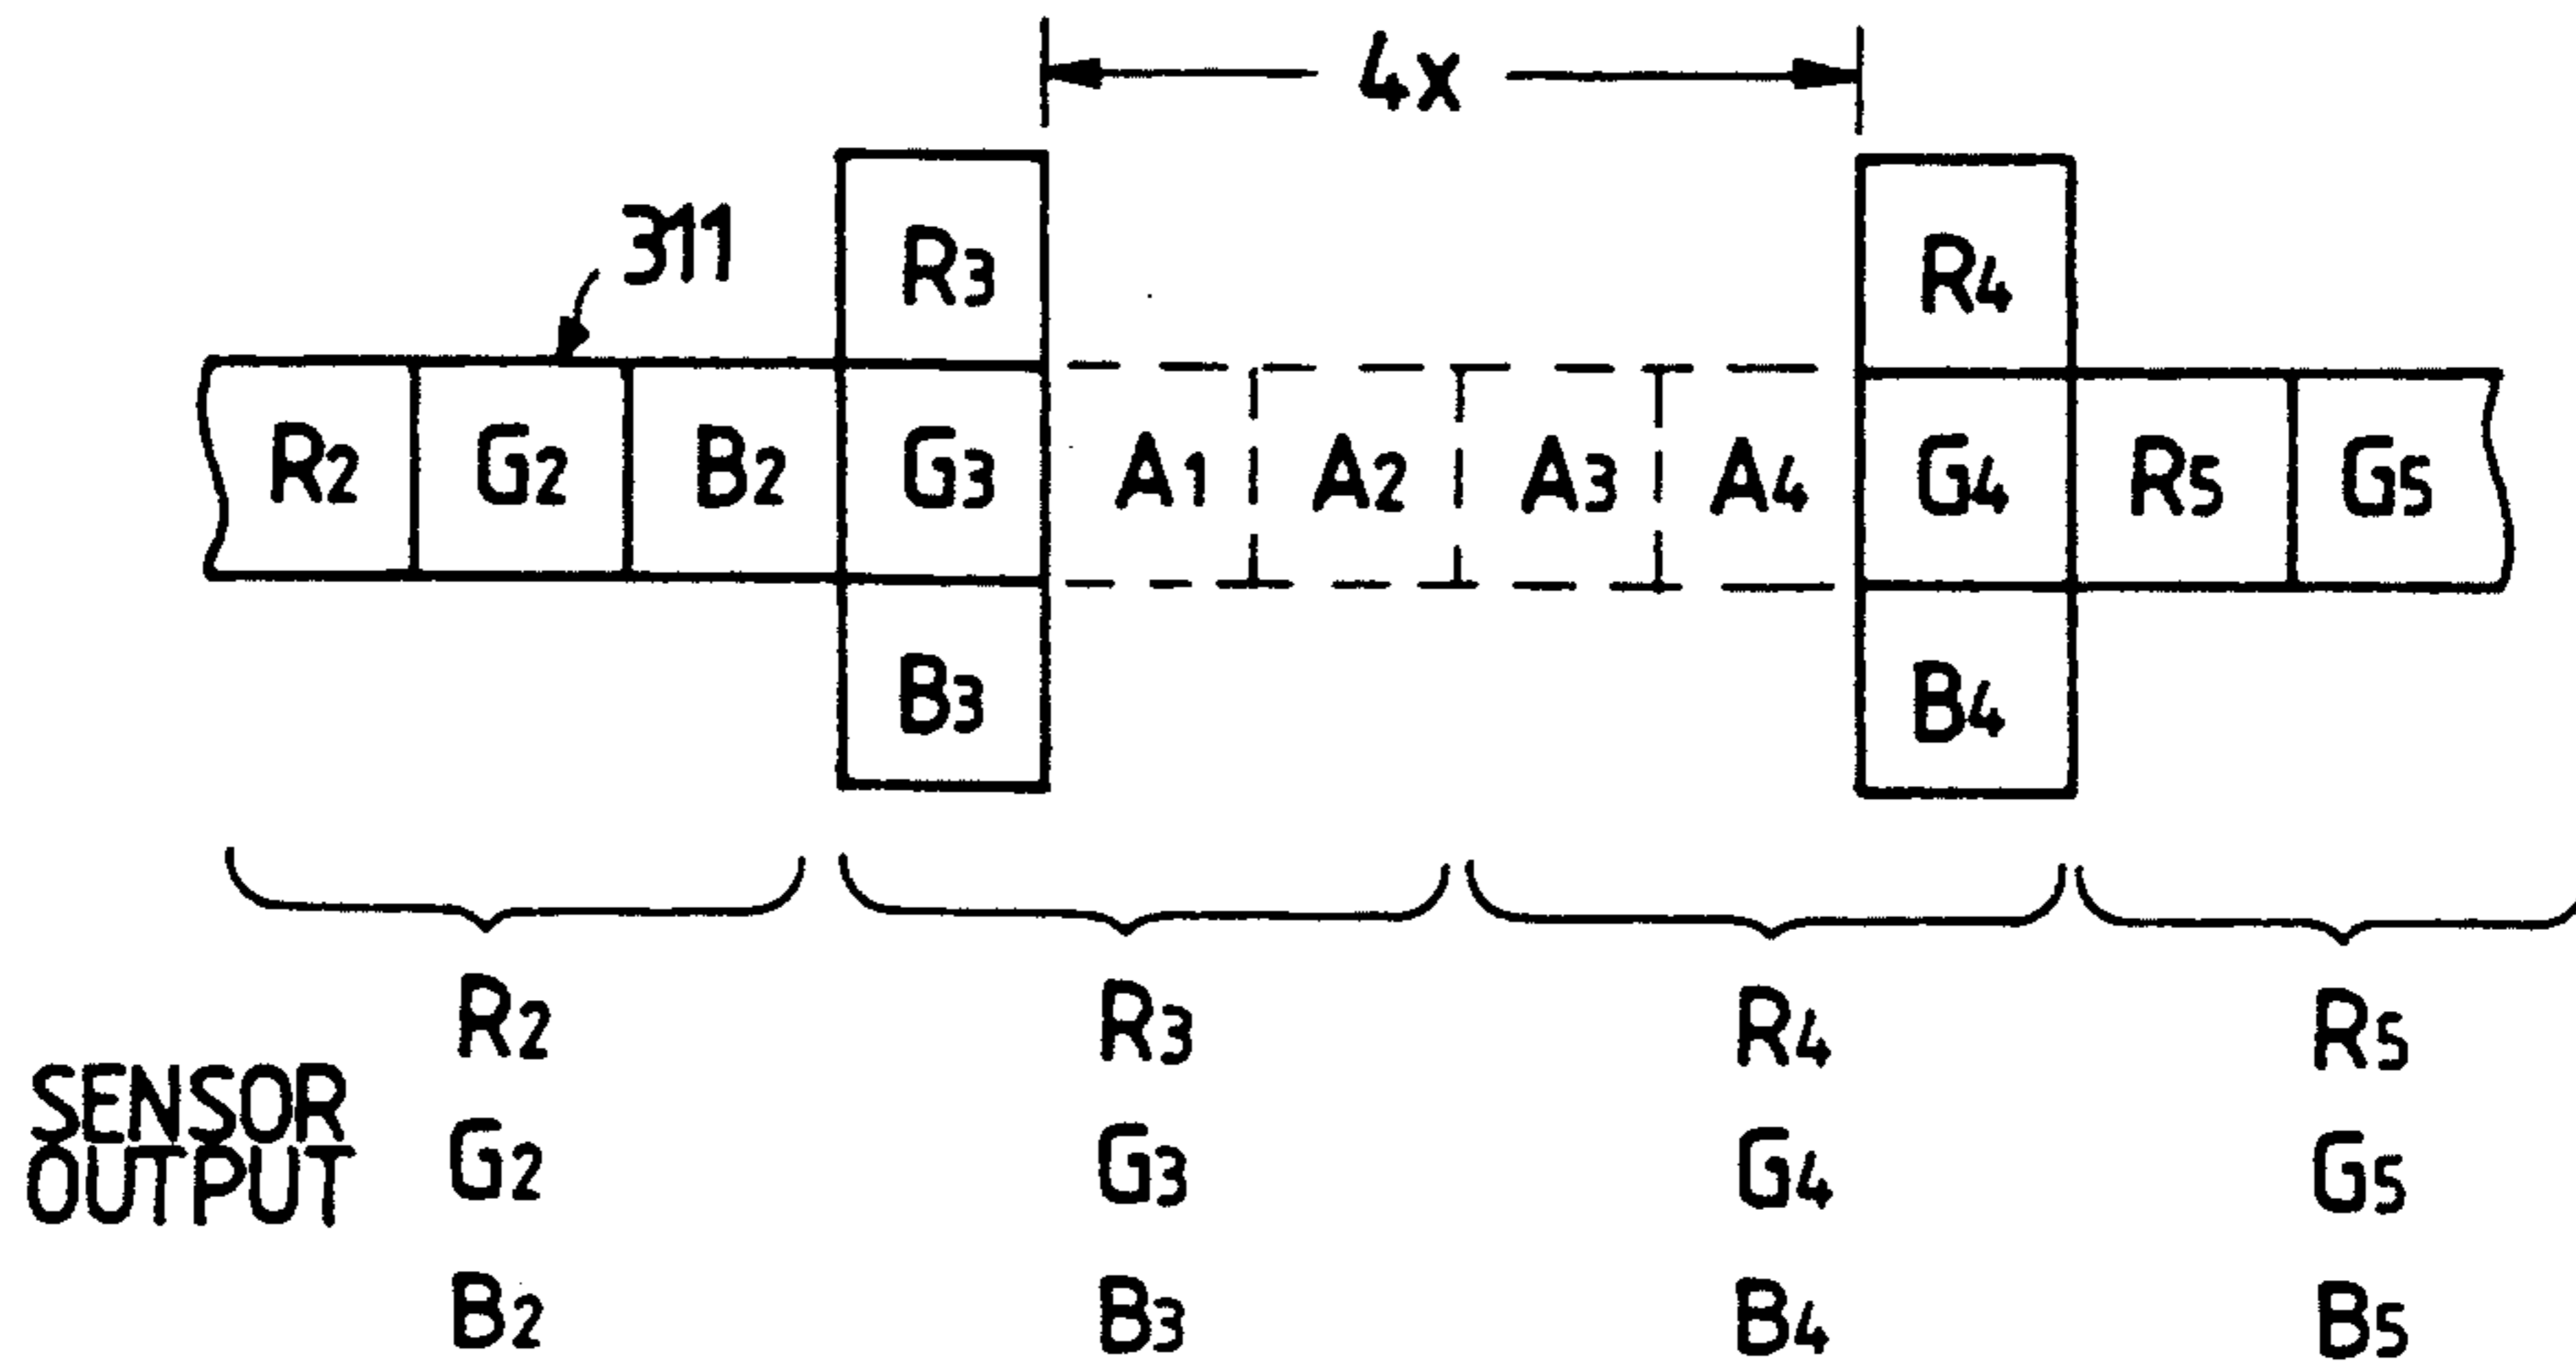 4x
311
R3 R4
R2 G2 B2 G3 A1 A2 A3 A4 G4 R5 G5
B3 B4
R2 R3 R4 R5
SENSOR
OUTPUT
G2 G3 G4 G5
B2 B3 B4 B5